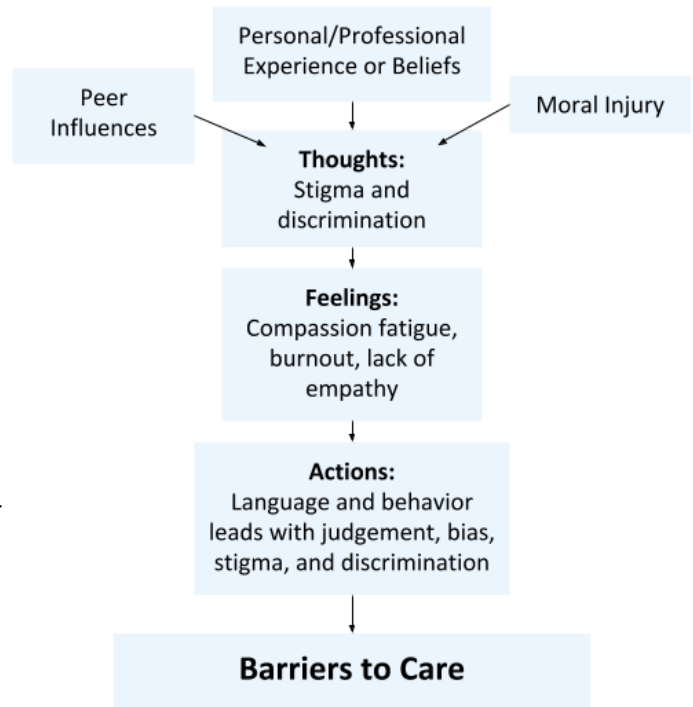 Personal/Professional
Experience or Beliefs
Peer
Influences
Moral Injury
Thoughts:
Stigma and
discrimination
Feelings:
Compassion fatigue,
burnout, lack of
empathy
Actions:
Language and behavior
leads with judgement, bias,
stigma, and discrimination
Barriers to Care